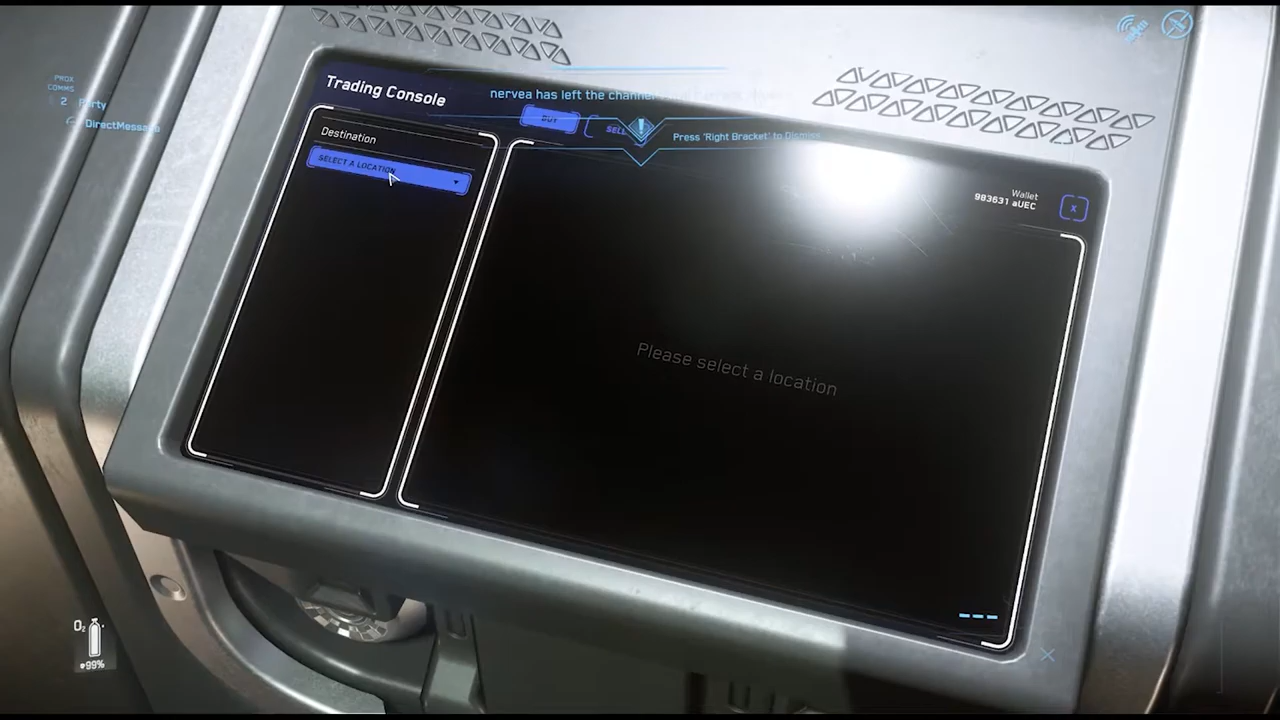 PROX
COMMS
2 Party
DirectMessage
Trading Console
nervea has left the channel
BUY
SELL
Press 'Right Bracket' to Dismiss
Destination
SELECT A LOCATION
Wallet
983631 aUEC
x
Please select a location
O₂
99%